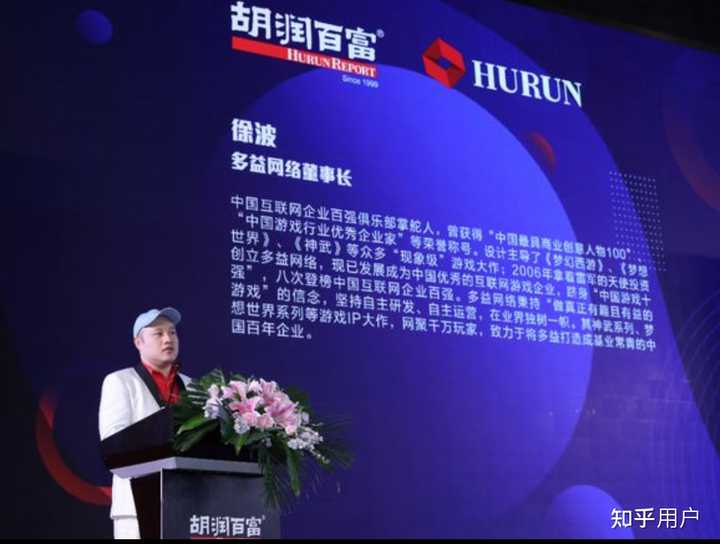 胡润百富®
HURUN REPORT
Since 1999
HURUN
徐波
多益网络董事长
中国互联网企业百强俱乐部掌舵人，曾获得“中国最具商业创意人物100”
“中国游戏行业优秀企业家”等荣誉称号。设计主导了《梦幻西游》、《梦想
世界》、《神武》等众多“现象级”游戏大作；2006年拿着雷军的天使投资
创立多益网络，现已发展成为中国优秀的互联网游戏企业，跻身“中国游戏十
强”，八次登榜中国互联网企业百强。多益网络秉持“做真正有趣且有益的
游戏”的信念，坚持自主研发、自主运营，在业界独树一帜。其神武系列、梦
想世界系列等游戏IP大作，网聚千万玩家，致力于将多益打造成基业常青的中
国百年企业。
胡润百富
知乎用户